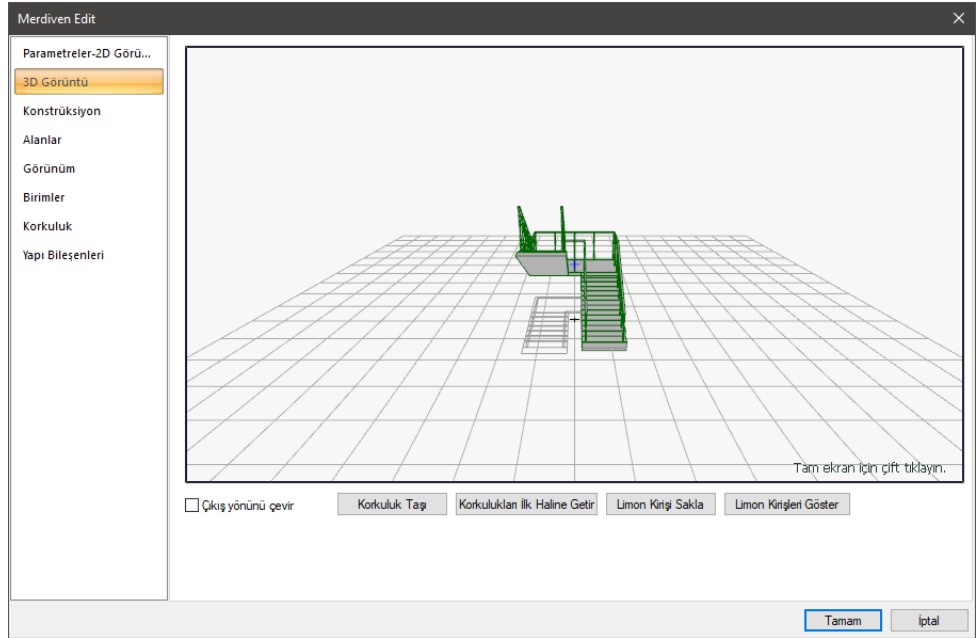 Merdiven Edit
Parametreler-2D Görü...
3D Görüntü
Konstrüksiyon
Alanlar
Görünüm
Birimler
Korkuluk
Yapı Bileşenleri
Tam ekran için çift tıklayın.
Çıkış yönünü çevir
Korkuluk Taşı
Korkulukları İlk Haline Getir
Limon Kirişi Sakla
Limon Kirişleri Göster
Tamam
İptal